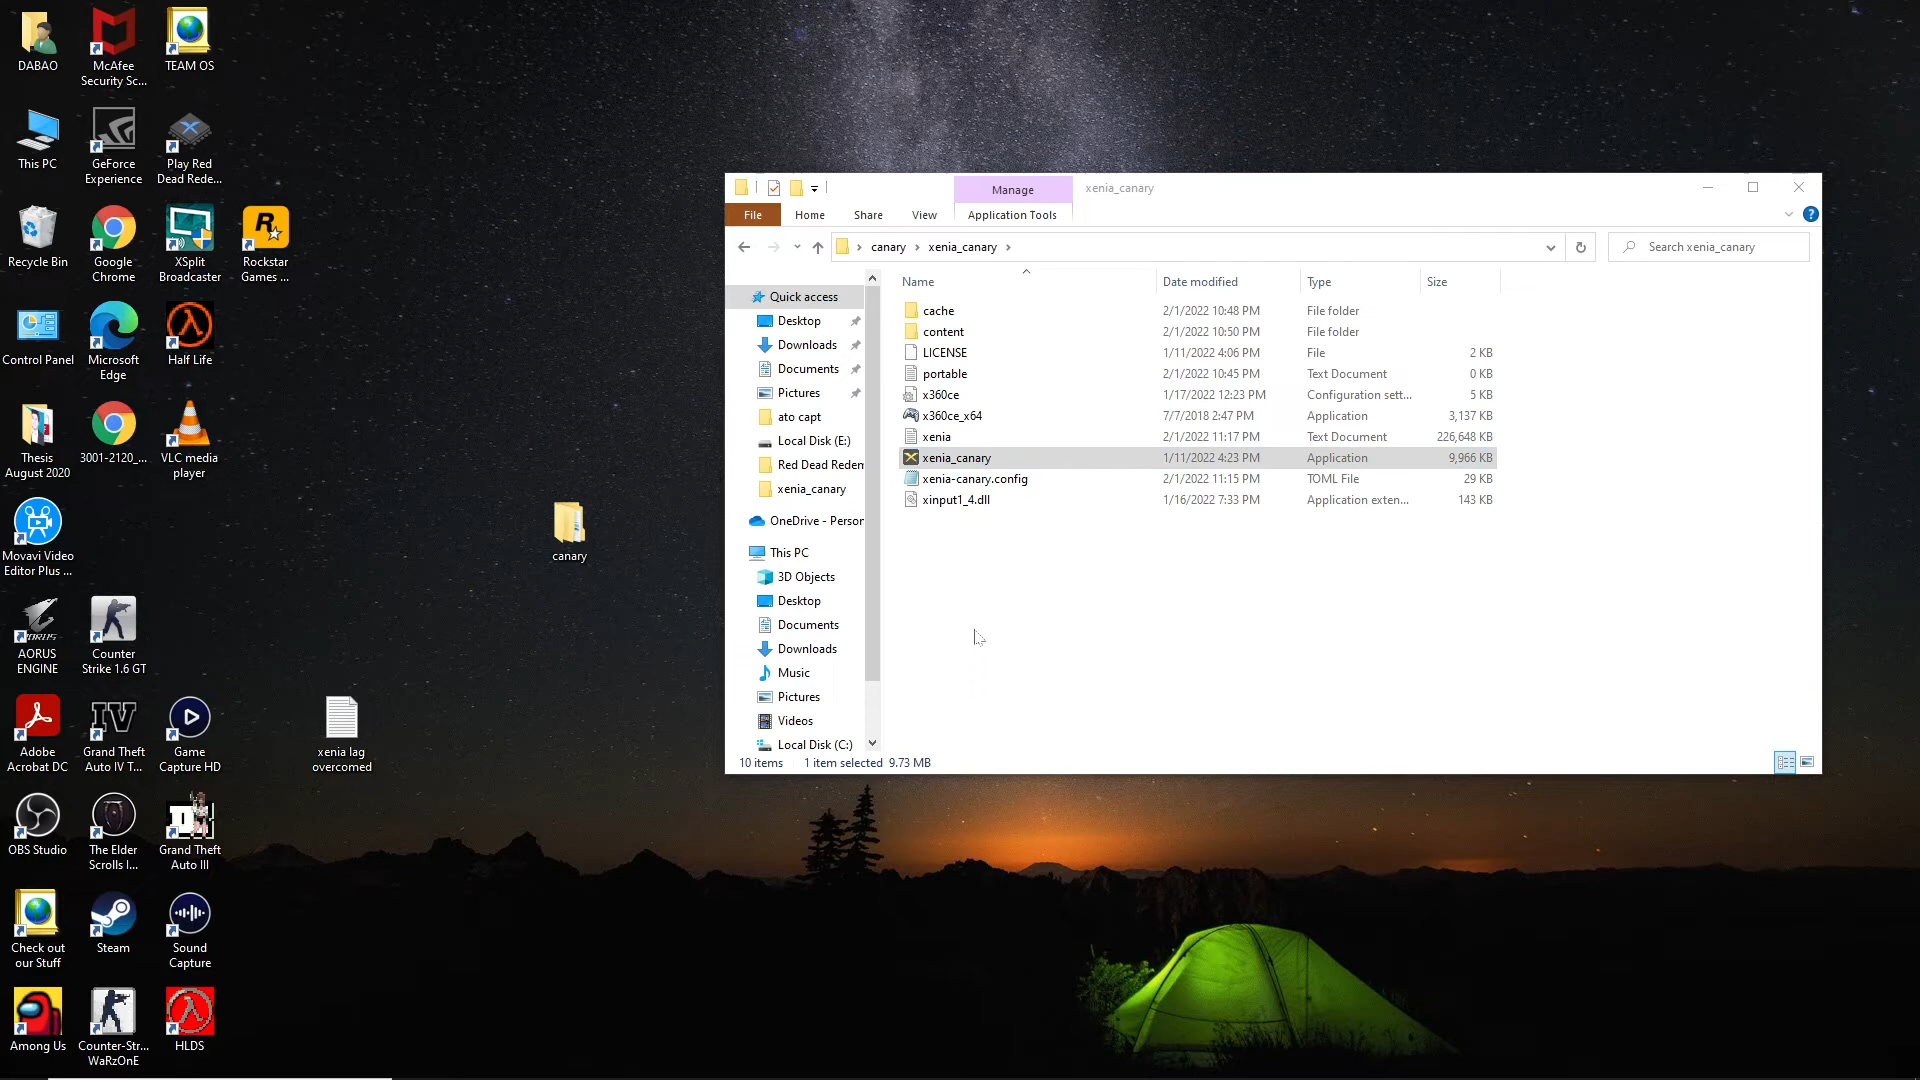 DABAO
McAfee
Security Sc...
TEAM OS
This PC
GeForce
Experience
Play Red
Dead Rede...
Recycle Bin
Google
Chrome
XSplit
Broadcaster
Rockstar
Games ...
Control Panel
Microsoft
Edge
Half Life
Thesis
August 2020
3001-2120_...
VLC media
player
Movavi Video
Editor Plus ...
AORUS
ENGINE
Counter
Strike 1.6 GT
Adobe
Acrobat DC
Grand Theft
Auto IV T...
Game
Capture HD
xenia lag
overcomed
OBS Studio
The Elder
Scrolls I...
Grand Theft
Auto III
Check out
our Stuff
Steam
Sound
Capture
Among Us
Counter-Str...
WaRzOnE
HLDS
canary
Manage
xenia_canary
File
Home
Share
View
Application Tools
canary
xenia_canary
Search xenia_canary
Name Date modified Type Size
Quick access
Desktop
Downloads
Documents
Pictures
ato capt
Local Disk (E:)
Red Dead Redem
xenia_canary
OneDrive - Person
This PC
3D Objects
Desktop
Documents
Downloads
Music
Pictures
Videos
Local Disk (C:)
cache 2/1/2022 10:48 PM File folder
content 2/1/2022 10:50 PM File folder
LICENSE 1/11/2022 4:06 PM File 2 KB
portable 2/1/2022 10:45 PM Text Document 0 KB
x360ce 1/17/2022 12:23 PM Configuration sett... 5 KB
x360ce_x64 7/7/2018 2:47 PM Application 3,137 KB
xenia 2/1/2022 11:17 PM Text Document 226,648 KB
xenia_canary 1/11/2022 4:23 PM Application 9,966 KB
xenia-canary.config 2/1/2022 11:15 PM TOML File 29 KB
xinput1_4.dll 1/16/2022 7:33 PM Application exten... 143 KB
10 items 1 item selected 9.73 MB